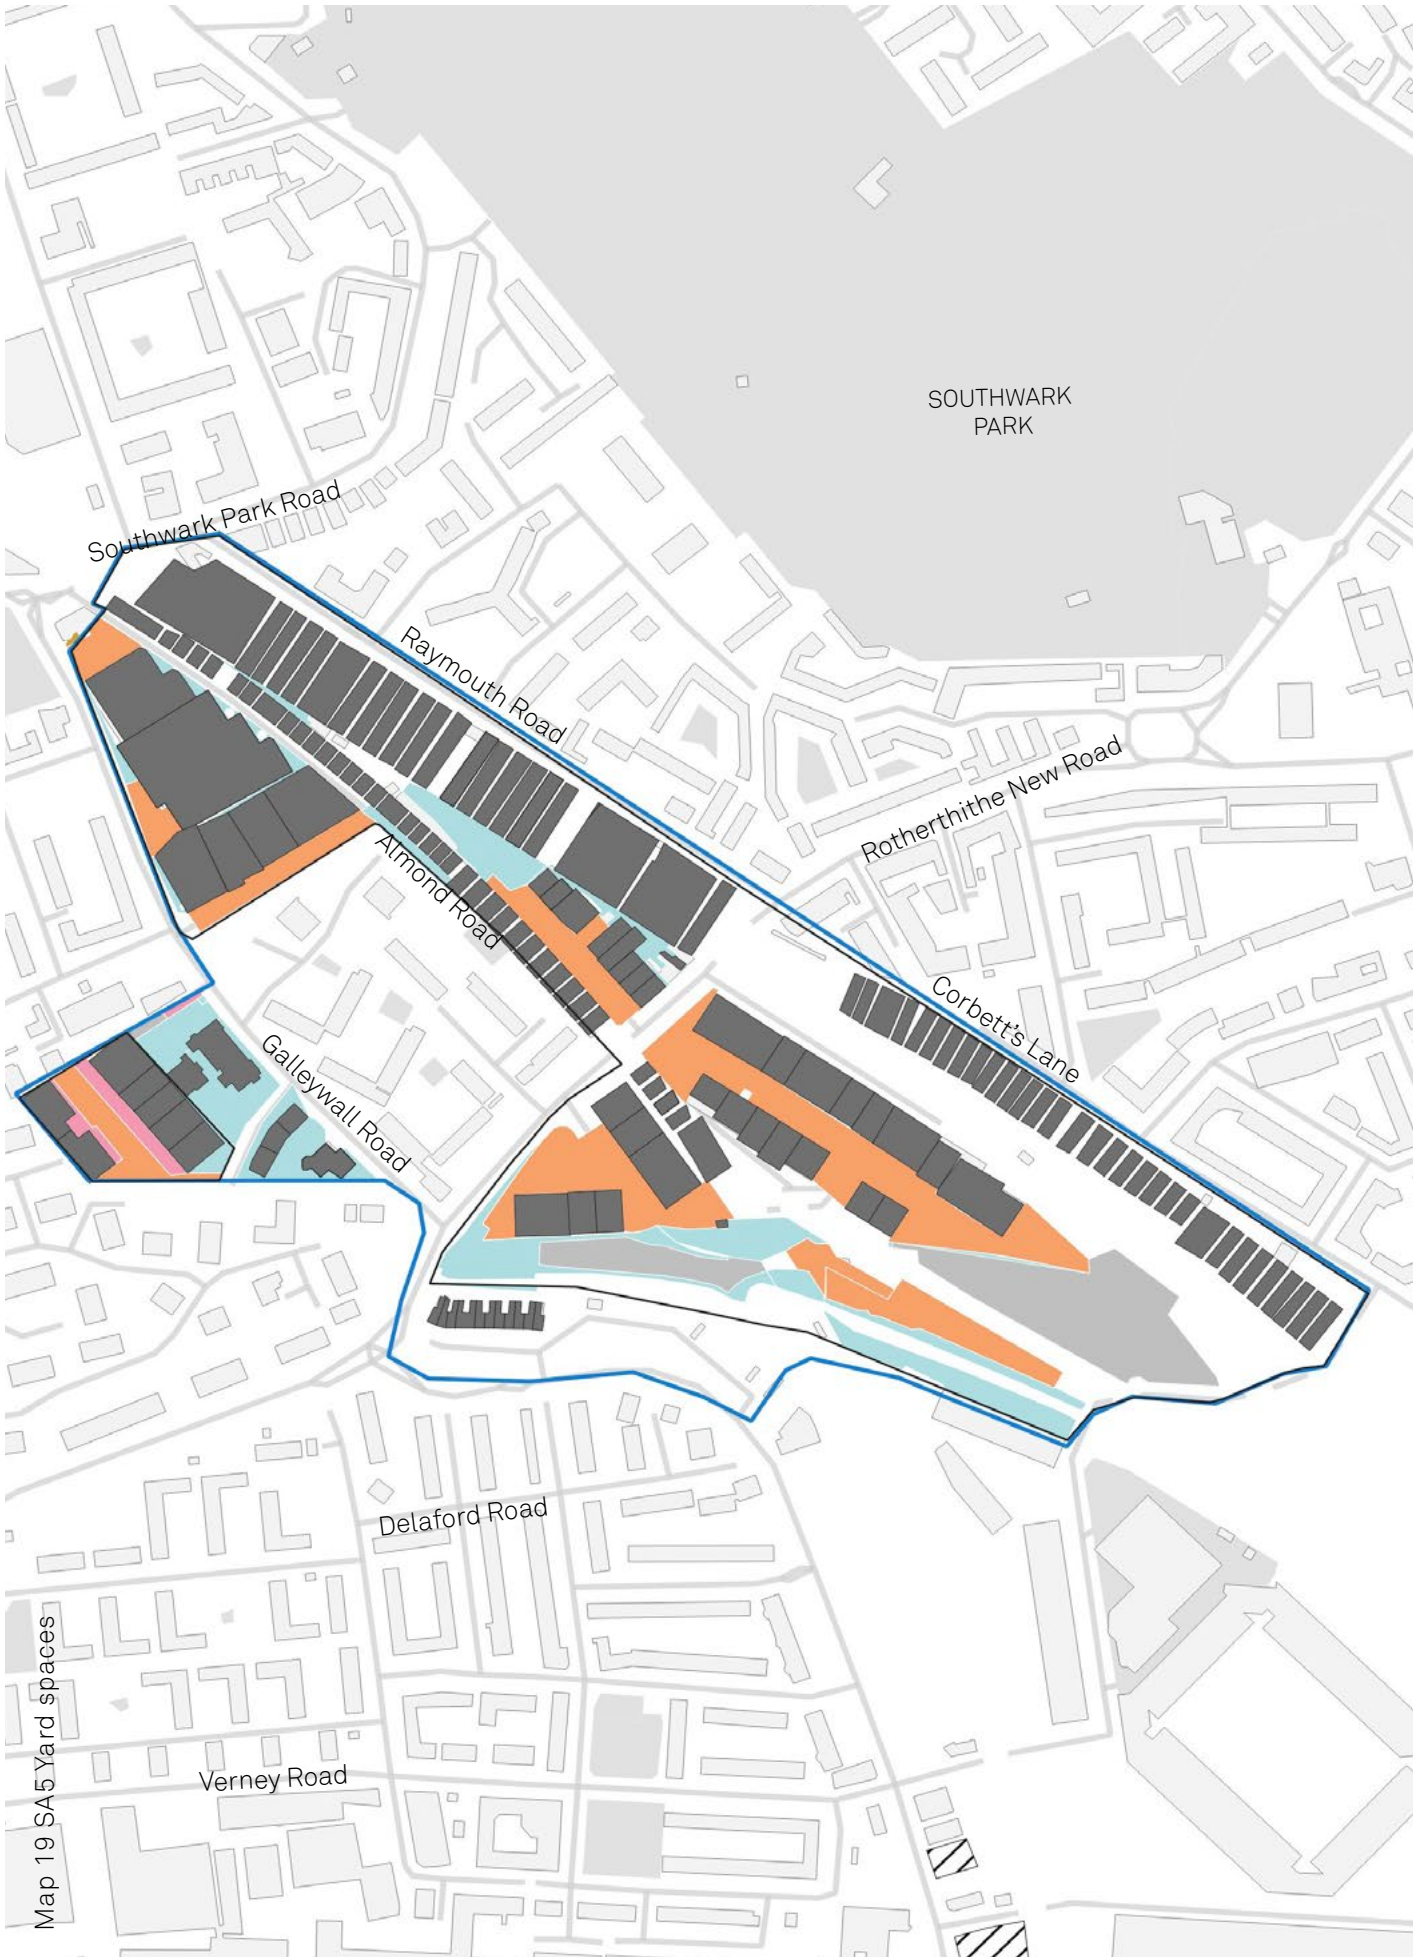 SOUTHWARK
PARK
Southwark Park Road
Raymouth Road
Rotherthithe New Road
Almond Road
Corbett's Lane
Galleywall Road
Delaford Road
Verney Road
Map 19 SA5 Yard spaces